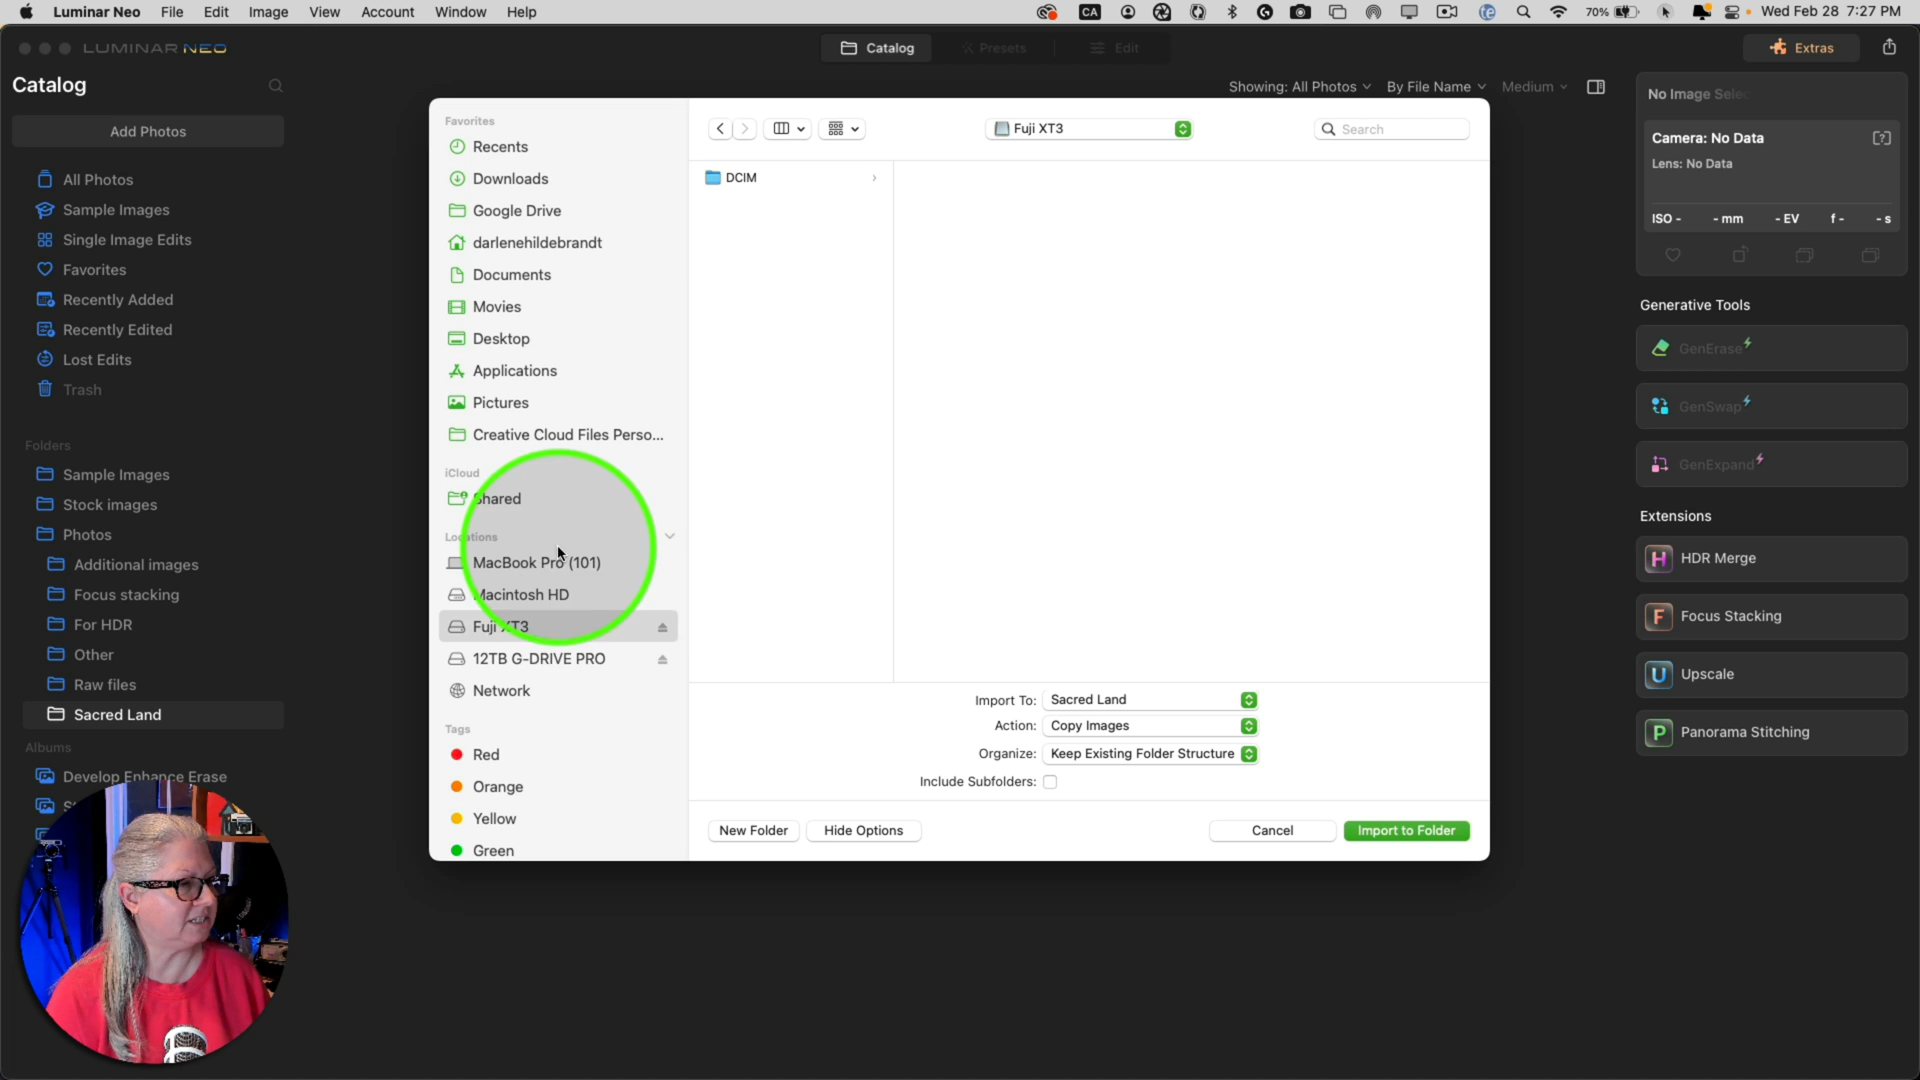 Luminar Neo File Edit Image View Account Window Help CA 70% Wed Feb 28 7:27 PM
LUMINAR NEO Catalog Presets Edit Extras
Catalog
Showing: All Photos By File Name Medium
Add Photos
All Photos
Sample Images
Single Image Edits
Favorites
Recently Added
Recently Edited
Lost Edits
Trash
Folders
Sample Images
Stock images
Photos
Additional images
Focus stacking
For HDR
Other
Raw files
Sacred Land
Albums
Develop Enhance Erase
Favorites
Recents
Downloads
Google Drive
darlenehildebrandt
Documents
Movies
Desktop
Applications
Pictures
Creative Cloud Files Perso...
iCloud
Shared
Locations
MacBook Pro (101)
Macintosh HD
Fuji XT3
12TB G-DRIVE PRO
Network
Tags
Red
Orange
Yellow
Green
Fuji XT3
Search
DCIM
Import To: Sacred Land
Action: Copy Images
Organize: Keep Existing Folder Structure
Include Subfolders:
New Folder Hide Options Cancel Import to Folder
No Image Selec
Camera: No Data [?]
Lens: No Data
ISO - - mm - EV f - - s
Generative Tools
GenErase
GenSwap
GenExpand
Extensions
H HDR Merge
F Focus Stacking
U Upscale
P Panorama Stitching